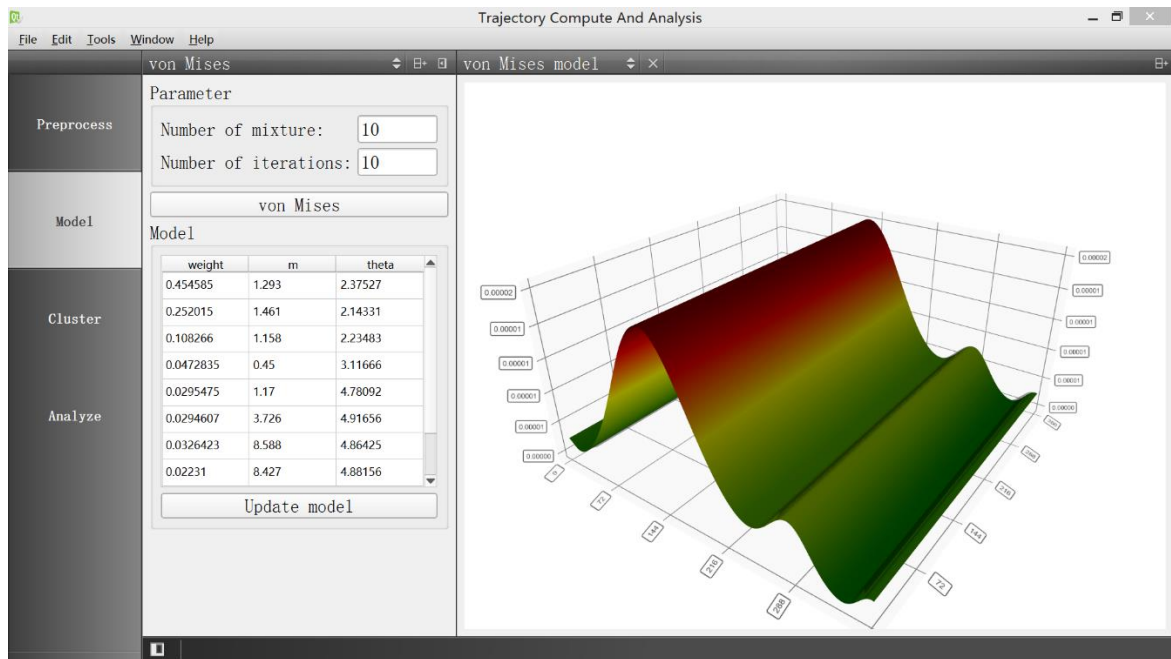 Trajectory Compute And Analysis
File Edit Tools Window Help
von Mises
von Mises model
Preprocess
Model
Cluster
Analyze
Parameter
Number of mixture: 10
Number of iterations: 10
von Mises
Model
weight m theta
0.454585 1.293 2.37527
0.252015 1.461 2.14331
0.108266 1.158 2.23483
0.0472835 0.45 3.11666
0.0295475 1.17 4.78092
0.0294607 3.726 4.91656
0.0326423 8.588 4.86425
0.02231 8.427 4.88156
Update model
0.00002
0.00001
0.00001
0.00001
0.00001
0.00000
0.00002
0.00001
0.00001
0.00001
0.00001
0.00000
0
72
144
216
288
72
144
216
288